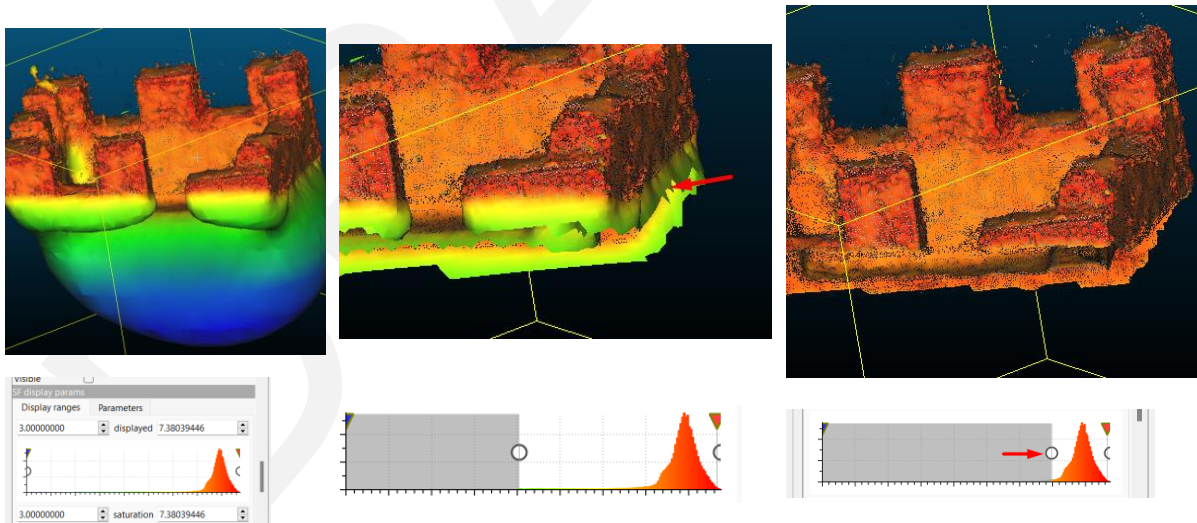 Visible
SF display params
Display ranges Parameters
3.00000000 displayed 7.38039446
3.00000000 saturation 7.38039446